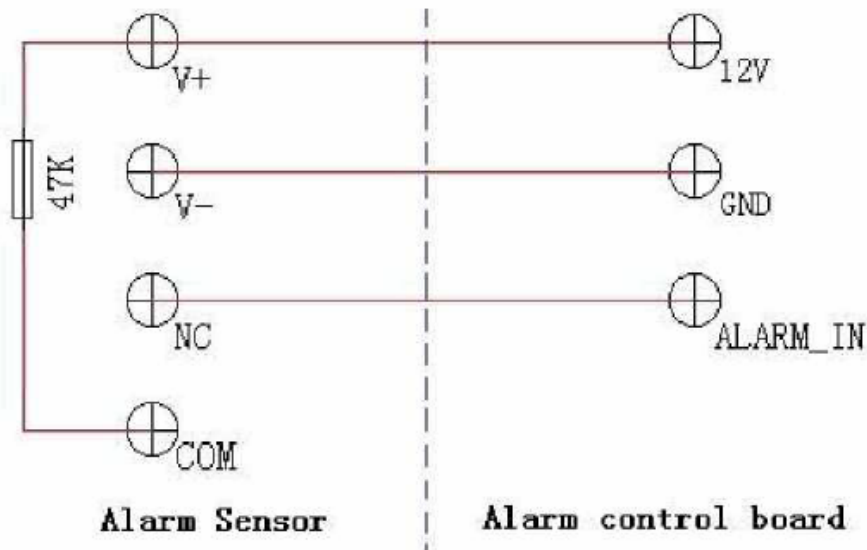 V+
12V
47K
V-
GND
NC
ALARM_IN
COM
Alarm Sensor
Alarm control board